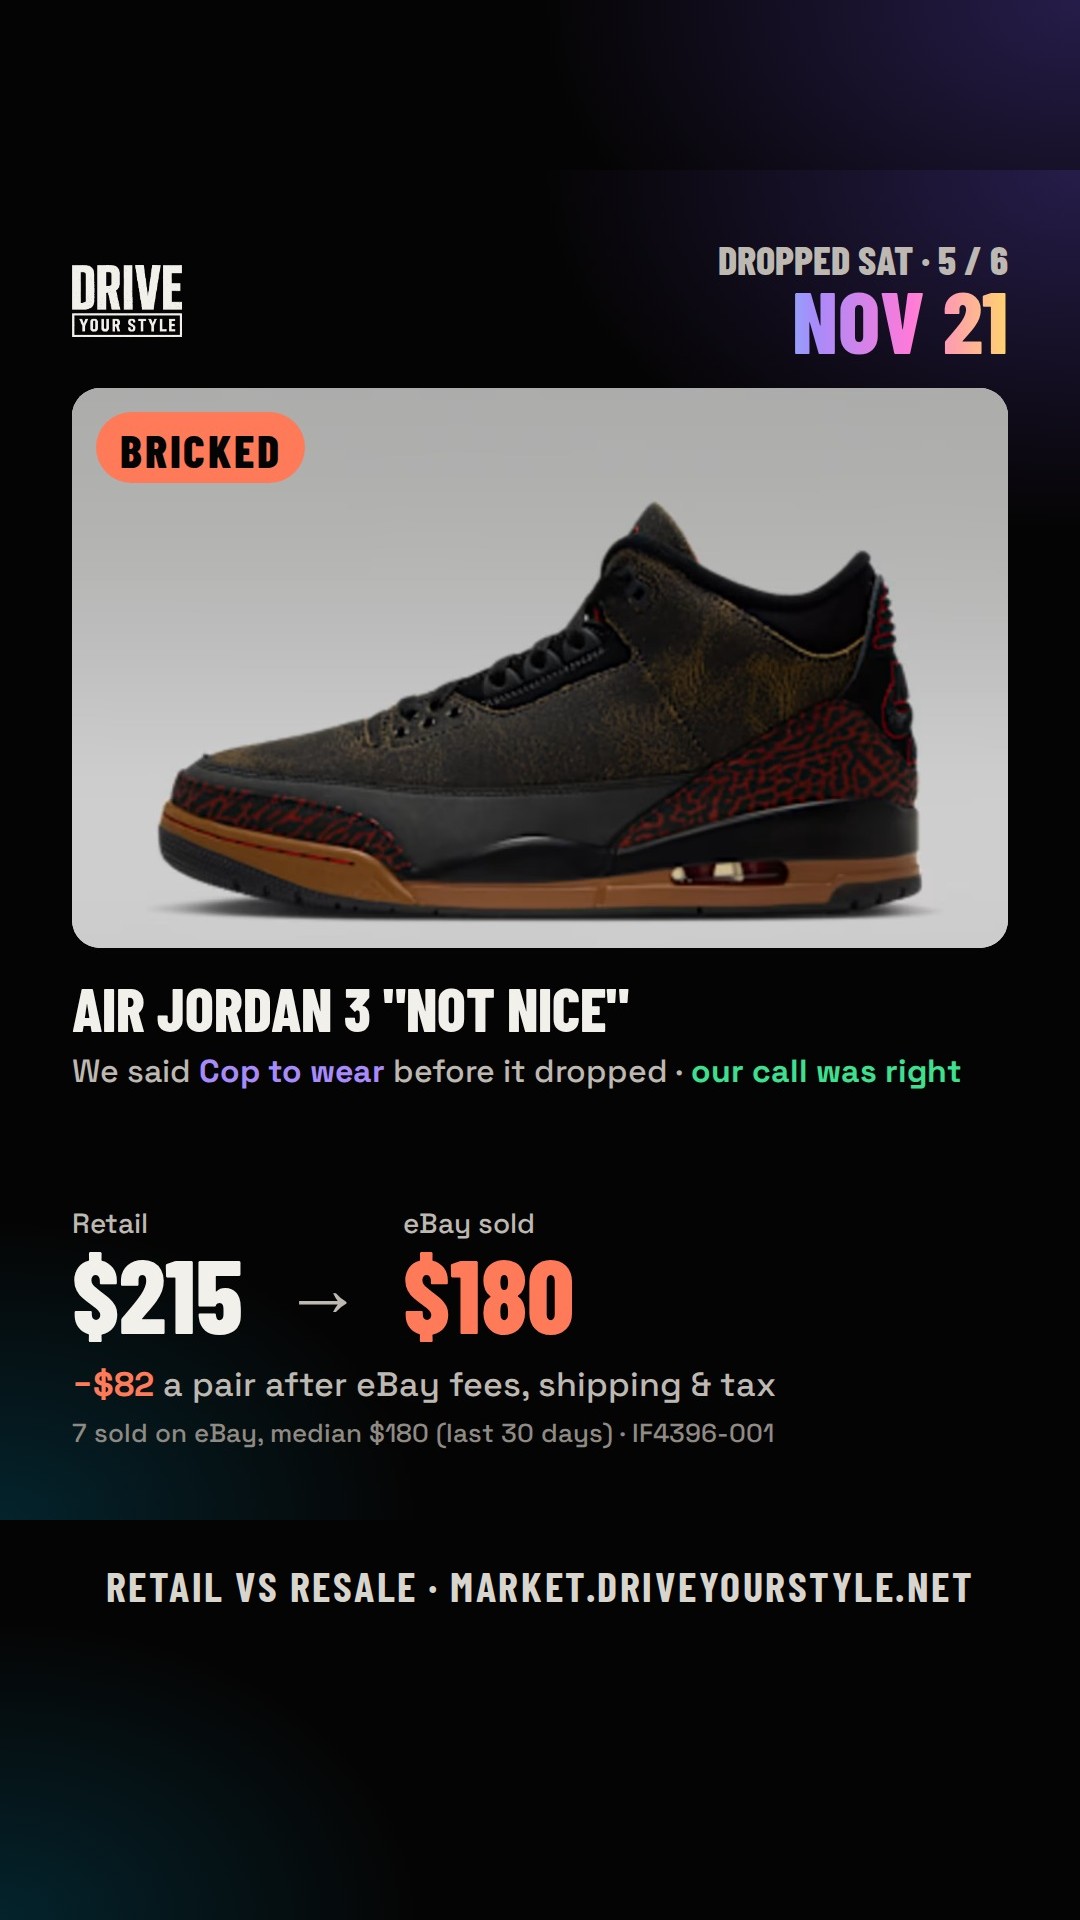 DRIVE
YOUR STYLE
DROPPED SAT · 5 / 6
NOV 21
BRICKED
AIR JORDAN 3 "NOT NICE"
We said Cop to wear before it dropped · our call was right
Retail
eBay sold
$215 → $180
-$82 a pair after eBay fees, shipping & tax
7 sold on eBay, median $180 (last 30 days) · IF4396-001
RETAIL VS RESALE · MARKET.DRIVEYOURSTYLE.NET